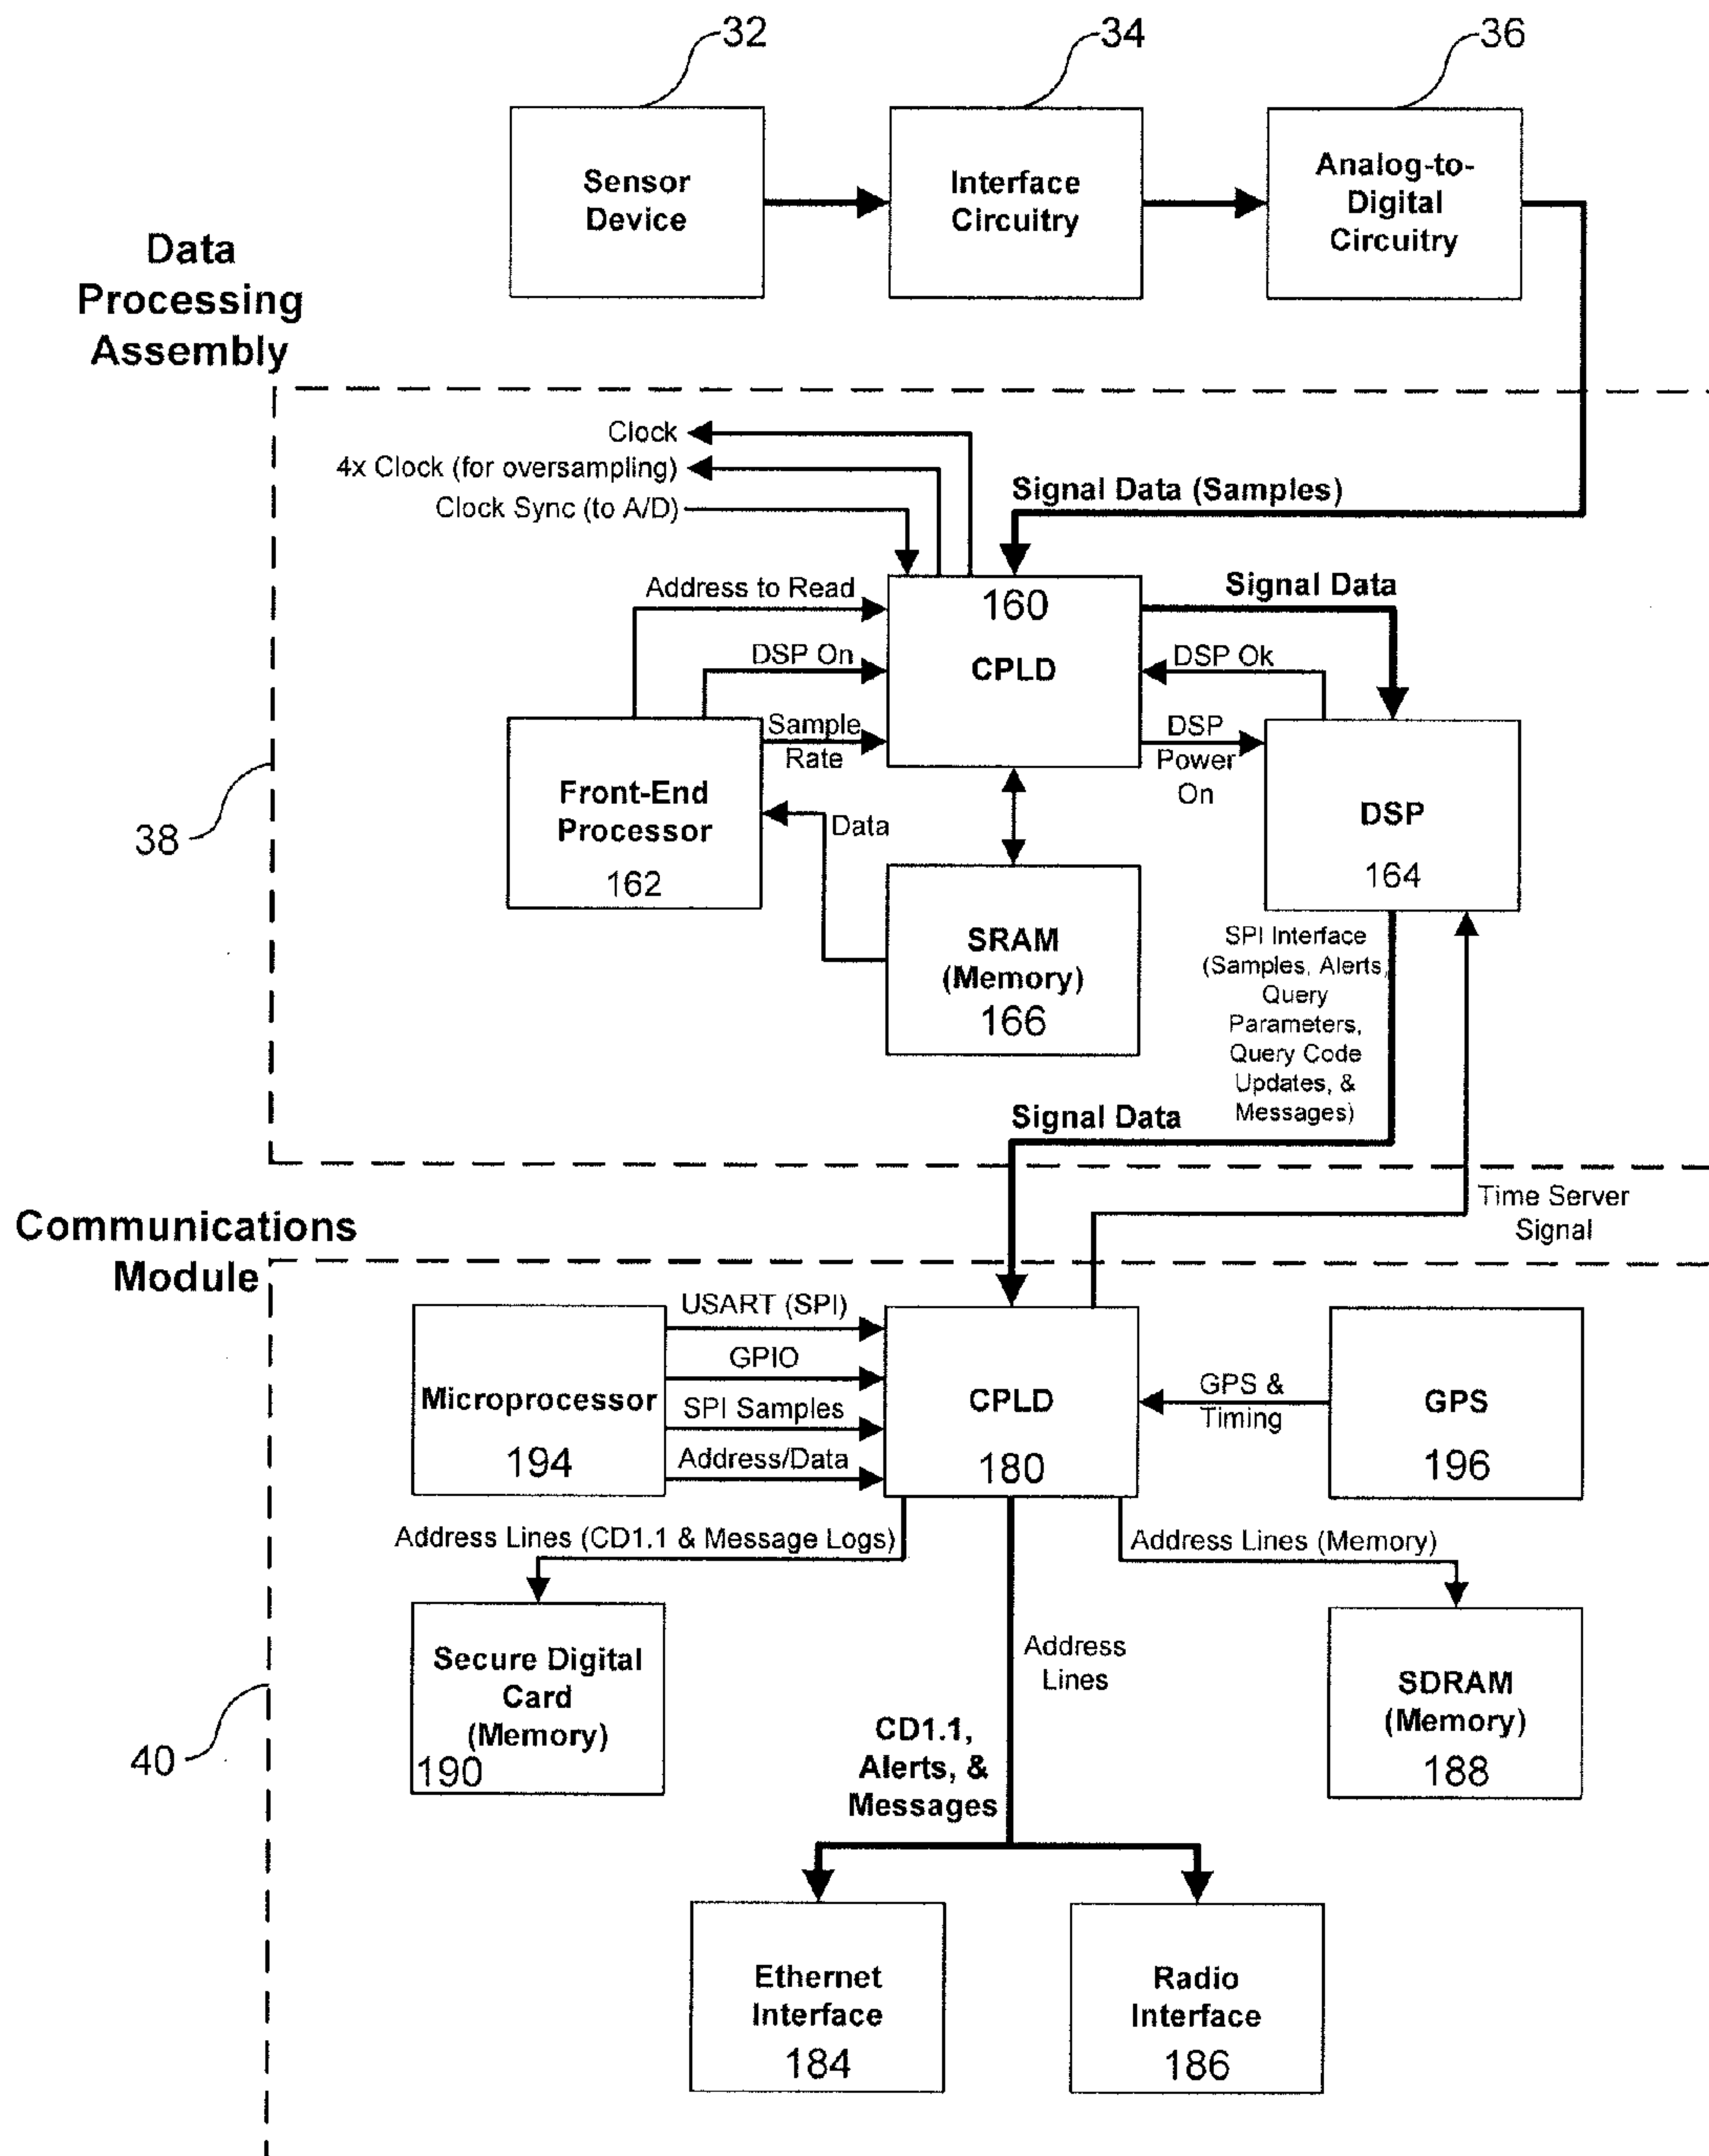 32
34
36
Sensor
Device
Interface
Circuitry
Analog-to-
Digital
Circuitry
Data
Processing
Assembly
Clock
4x Clock (for oversampling)
Clock Sync (to A/D)
Signal Data (Samples)
Address to Read
160
CPLD
Signal Data
DSP On
DSP Ok
Sample
Rate
DSP
Power
On
Front-End
Processor
162
Data
DSP
164
38
SRAM
(Memory)
166
SPI Interface
(Samples, Alerts,
Query
Parameters,
Query Code
Updates, &
Messages)
Signal Data
Time Server
Signal
Communications
Module
USART (SPI)
GPIO
SPI Samples
Address/Data
Microprocessor
194
CPLD
180
GPS &
Timing
GPS
196
Address Lines (CD1.1 & Message Logs)
Address Lines (Memory)
Secure Digital
Card
(Memory)
190
Address
Lines
SDRAM
(Memory)
188
40
CD1.1,
Alerts, &
Messages
Ethernet
Interface
184
Radio
Interface
186